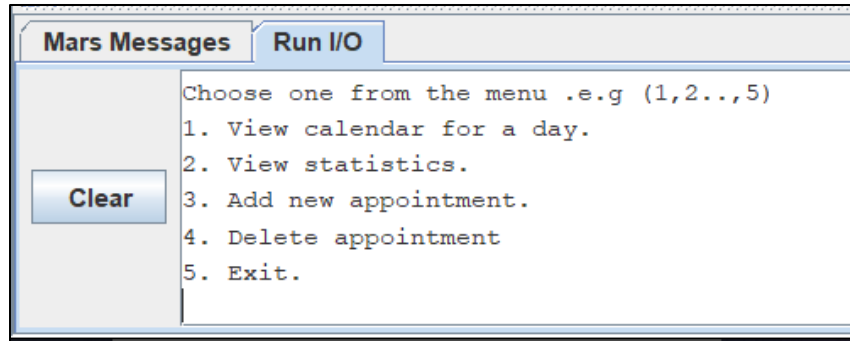 Mars Messages Run I/O
Choose one from the menu .e.g (1,2..,5)
1. View calendar for a day.
2. View statistics.
Clear
3. Add new appointment.
4. Delete appointment
5. Exit.